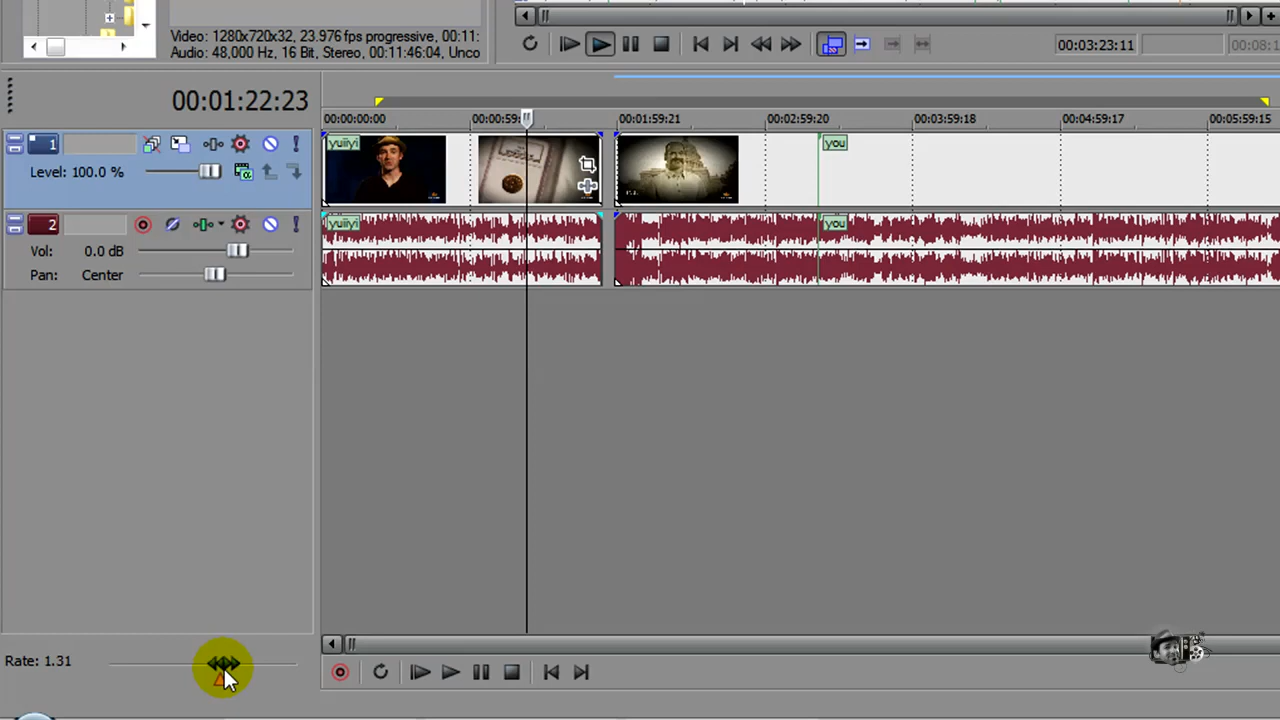 Video: 1280x720x32, 23.976 fps progressive, 00:11:
Audio: 48,000 Hz, 16 Bit, Stereo, 00:11:46:04, Unco
00:03:23:11
00:08:1
00:01:22:23
00:00:00:00
00:00:59:
00:01:59:21
00:02:59:20
00:03:59:18
00:04:59:17
00:05:59:15
1
yuiiyi
you
Level: 100.0 %
2
yuiiyi
you
Vol: 0.0 dB
Pan: Center
Rate: 1.31